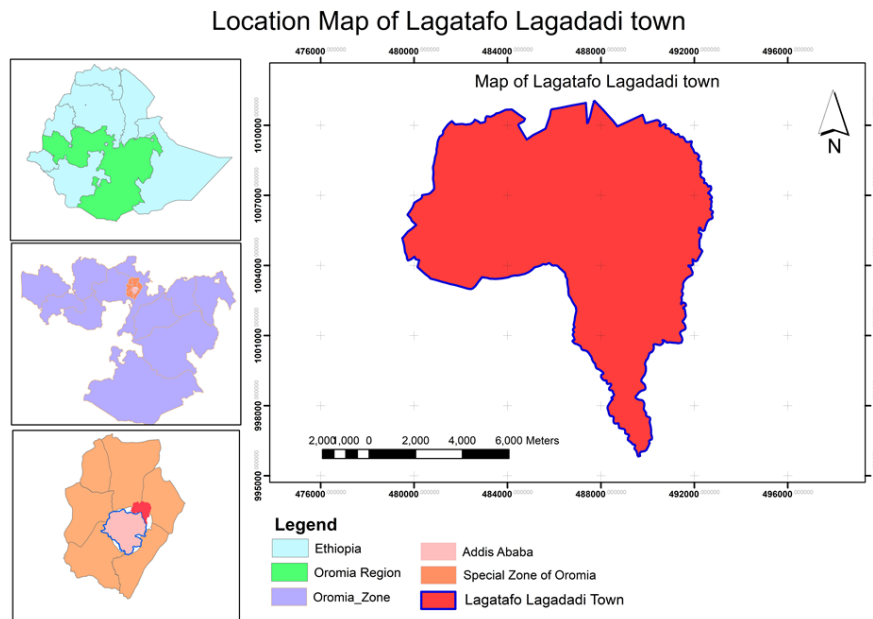 Location Map of Lagatafo Lagadadi town
476000 480000 484000 488000 492000 496000
Map of Lagatafo Lagadadi town
N
1010000
1007000
1004000
1001000
998000
995000
2,000 1,000 0 2,000 4,000 6,000 Meters
476000 480000 484000 488000 492000 496000
Legend
Ethiopia
Oromia Region
Oromia_Zone
Addis Ababa
Special Zone of Oromia
Lagatafo Lagadadi Town